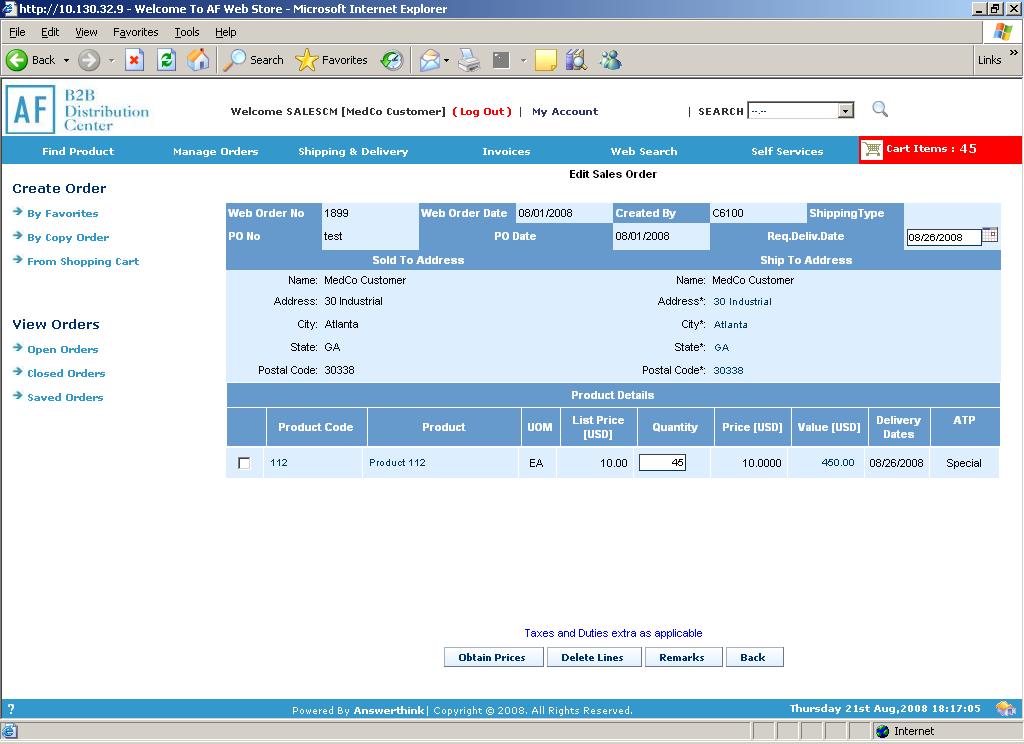 http://10.130.32.9 - Welcome To AF Web Store - Microsoft Internet Explorer
File Edit View Favorites Tools Help
Back Search Favorites Links »
AF B2B Distribution Center
Welcome SALESCM [MedCo Customer] ( Log Out ) | My Account | SEARCH --.--
Find Product Manage Orders Shipping & Delivery Invoices Web Search Self Services Cart Items : 45
Edit Sales Order
Create Order
By Favorites
By Copy Order
From Shopping Cart
View Orders
Open Orders
Closed Orders
Saved Orders
Web Order No 1899 Web Order Date 08/01/2008 Created By C6100 ShippingType
PO No test PO Date 08/01/2008 Req.Deliv.Date 08/26/2008
Sold To Address Ship To Address
Name: MedCo Customer Name: MedCo Customer
Address: 30 Industrial Address*: 30 Industrial
City: Atlanta City*: Atlanta
State: GA State*: GA
Postal Code: 30338 Postal Code*: 30338
Product Details
Product Code Product UOM List Price [USD] Quantity Price [USD] Value [USD] Delivery Dates ATP
112 Product 112 EA 10.00 45 10.0000 450.00 08/26/2008 Special
Taxes and Duties extra as applicable
Obtain Prices Delete Lines Remarks Back
? Powered By Answerthink | Copyright © 2008. All Rights Reserved. Thursday 21st Aug,2008 18:17:05
Internet